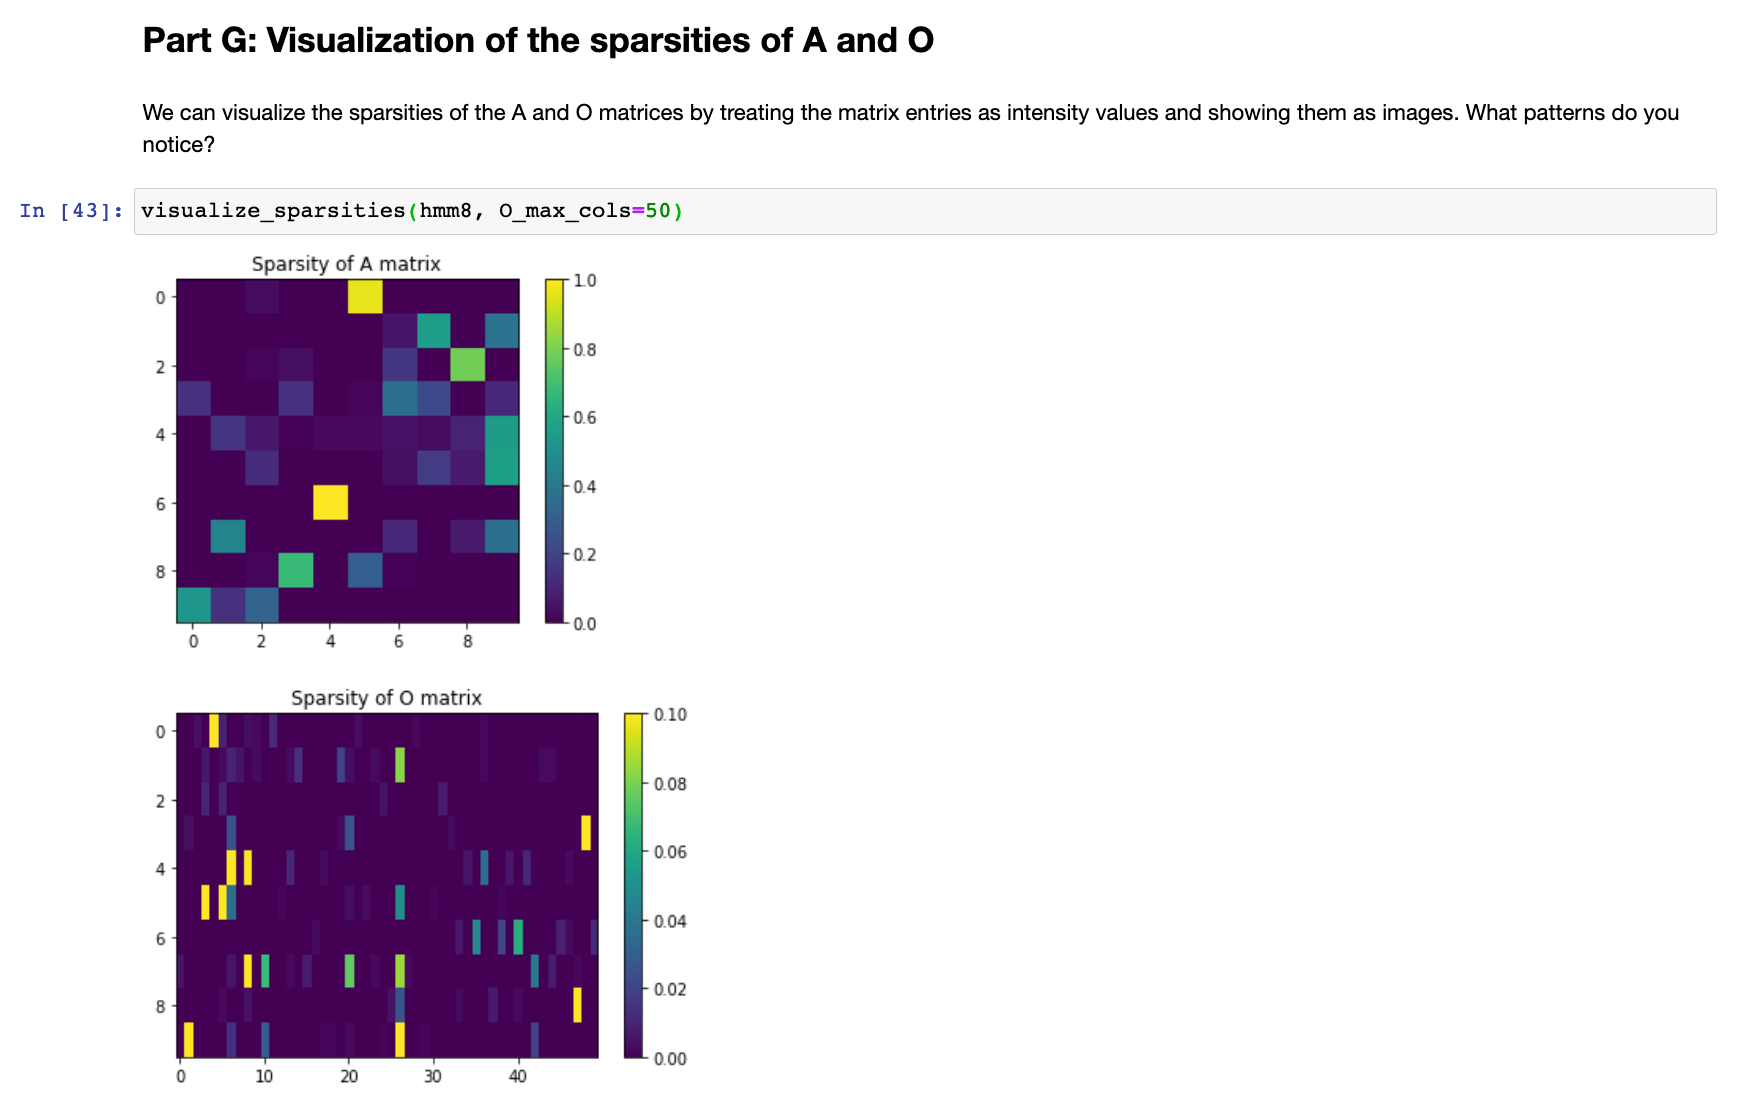 Part G: Visualization of the sparsities of A and O
We can visualize the sparsities of the A and O matrices by treating the matrix entries as intensity values and showing them as images. What patterns do you
notice?
In [43]: visualize_sparsities(hmm8, O_max_cols=50)
Sparsity of A matrix
0
2
4
6
8
0 2 4 6 8
1.0
0.8
0.6
0.4
0.2
0.0
Sparsity of O matrix
0
2
4
6
8
0 10 20 30 40
0.10
0.08
0.06
0.04
0.02
0.00